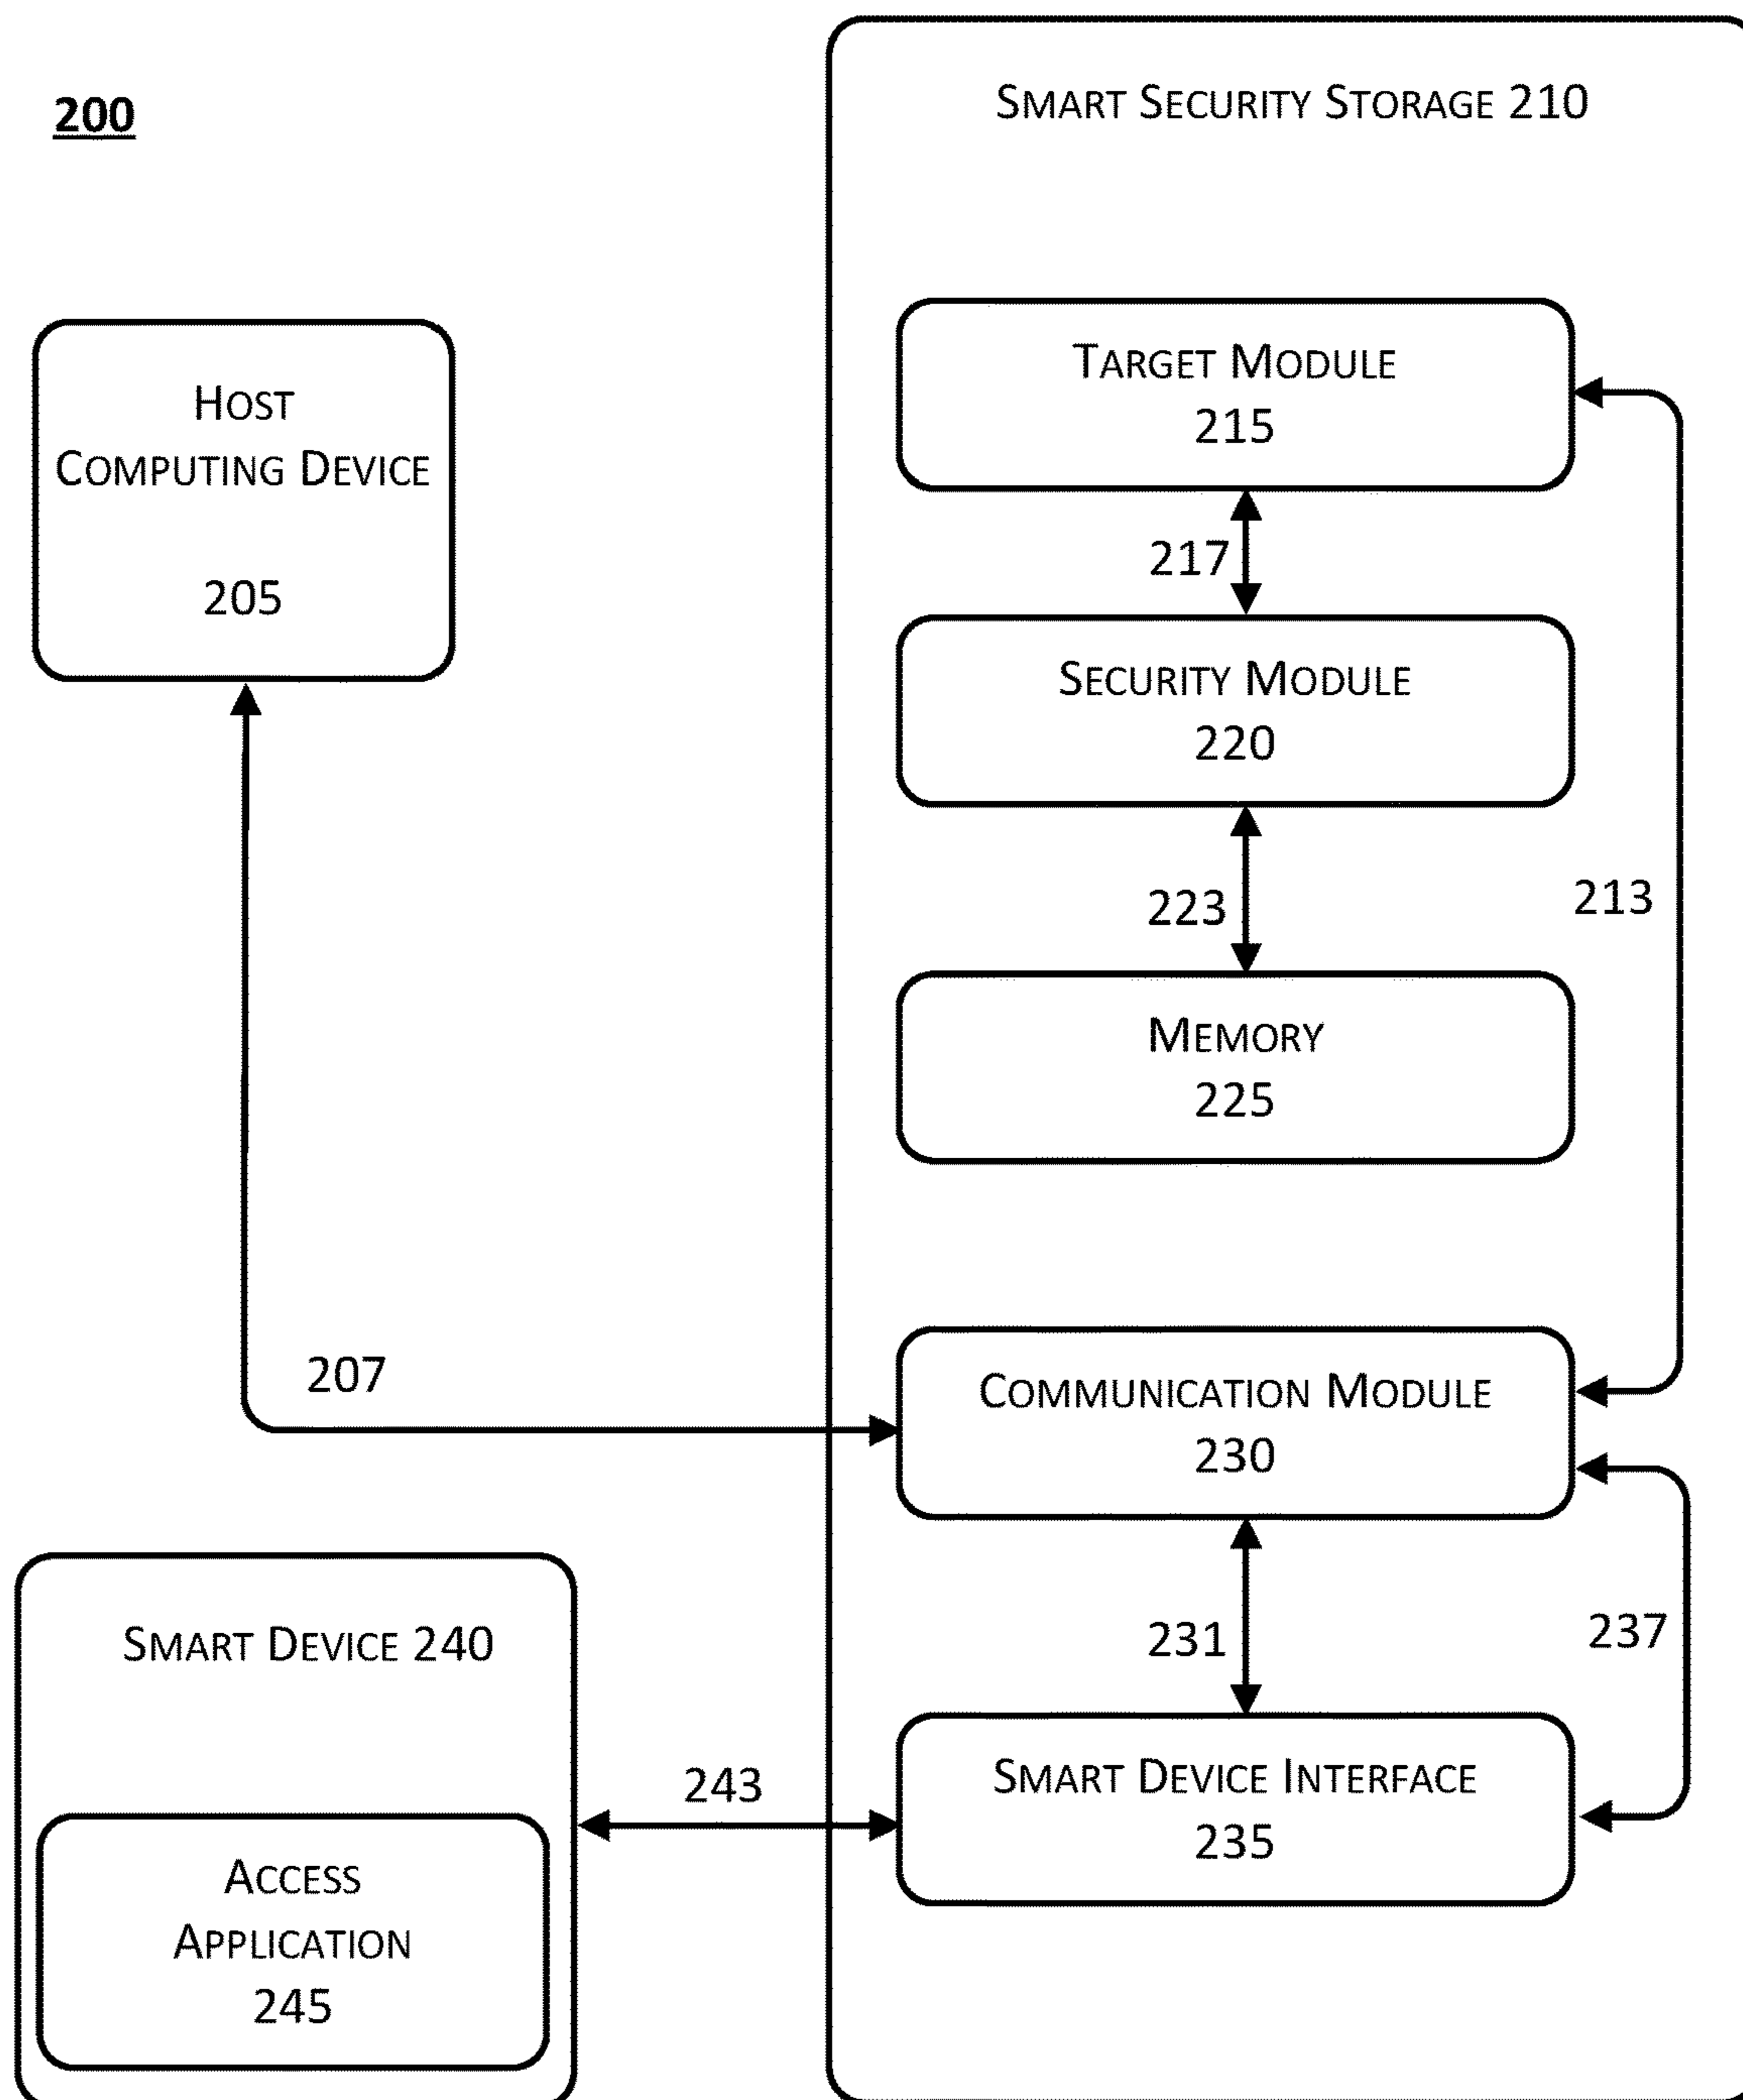 200
SMART SECURITY STORAGE 210
HOST
COMPUTING DEVICE
205
TARGET MODULE
215
217
SECURITY MODULE
220
223
213
MEMORY
225
207
COMMUNICATION MODULE
230
231
237
SMART DEVICE 240
243
SMART DEVICE INTERFACE
235
ACCESS
APPLICATION
245